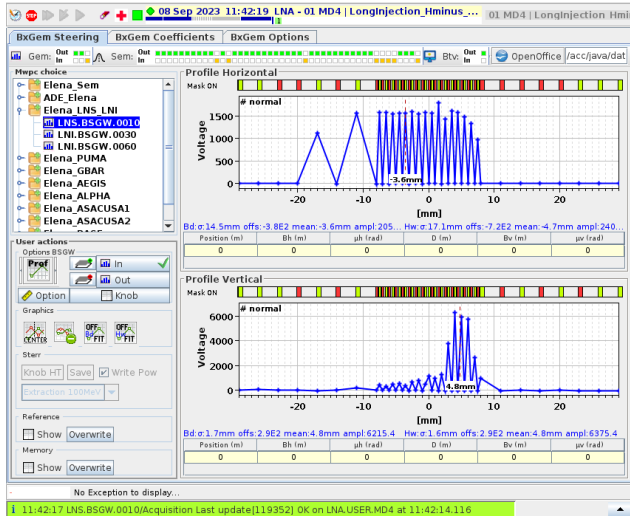 08 Sep 2023 11:42:19 LNA - 01 MD4 | LongInjection_Hminus_...
01 MD4 | LongInjection_Hm
BxGem Steering BxGem Coefficients BxGem Options
Gem: Out In Sem: Out In Btv: Out In OpenOffice /acc/java/dat
Mwpc choice
Elena_Sem
ADE_Elena
Elena_LNS_LNI
LNS.BSGW.0010
LNI.BSGW.0030
LNI.BSGW.0060
Elena_PUMA
Elena_GBAR
Elena_AEGIS
Elena_ALPHA
Elena_ASACUSA1
Elena_ASACUSA2
User actions
Options BSGW
Prof In
Out
Option Knob
Graphics
CENTER OFF Bd FIT OFF Hw FIT
Sterr
Knob HT Save Write Pow
Extraction 100MeV
Reference
Show Overwrite
Memory
Show Overwrite
Profile Horizontal
Mask ON
# normal
Voltage
1500
1000
500
0
-3.6mm
-20 -10 0 10 20
[mm]
Bd:σ:14.5mm offs:-3.8E2 mean:-3.6mm ampl:205... Hw:σ:17.1mm offs:-7.2E2 mean:-4.7mm ampl:240...
Position (m) Bh (m) μh (rad) D (m) Bv (m) μv (rad)
0 0 0 0 0 0
Profile Vertical
Mask ON
# normal
Voltage
6000
4000
2000
0
4.8mm
-20 -10 0 10 20
[mm]
Bd:σ:1.7mm offs:2.9E2 mean:4.8mm ampl:6215.4 Hw:σ:1.6mm offs:2.9E2 mean:4.8mm ampl:6375.4
Position (m) Bh (m) μh (rad) D (m) Bv (m) μv (rad)
0 0 0 0 0 0
No Exception to display...
11:42:17 LNS.BSGW.0010/Acquisition Last update[119352] OK on LNA.USER.MD4 at 11:42:14.116